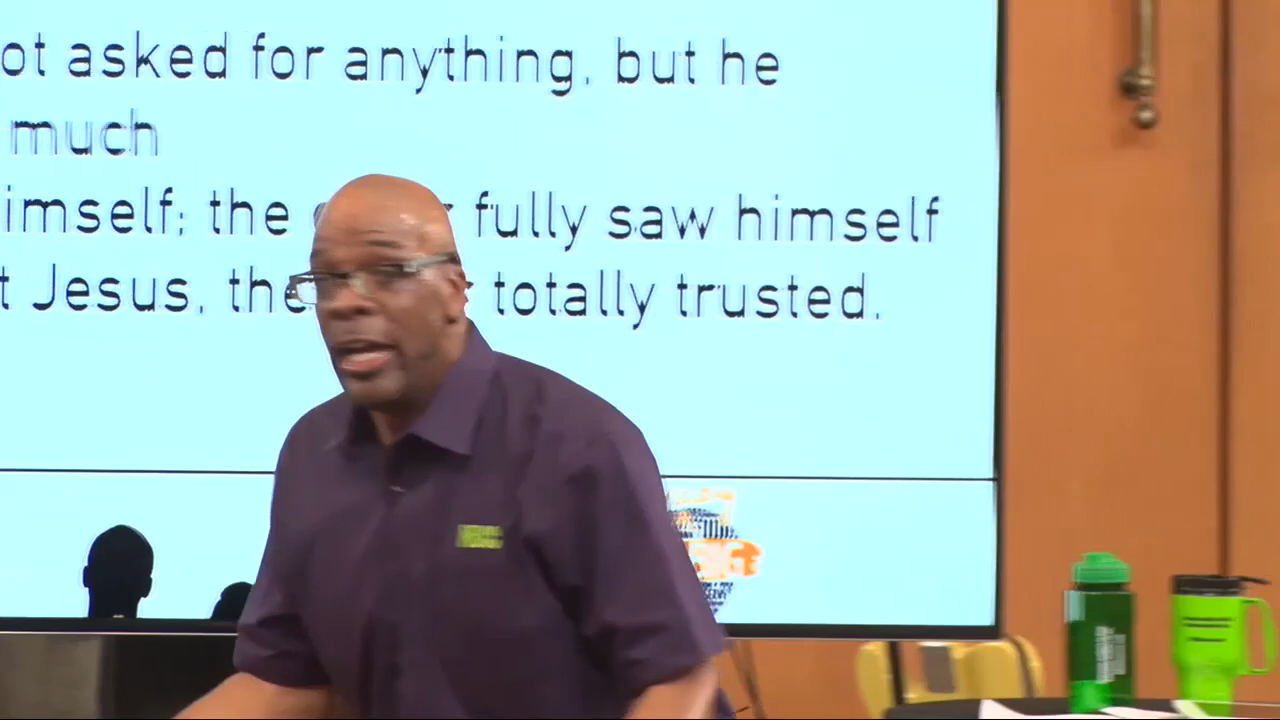 ot asked for anything, but he
much
imself; the fully saw himself
t Jesus, the totally trusted.